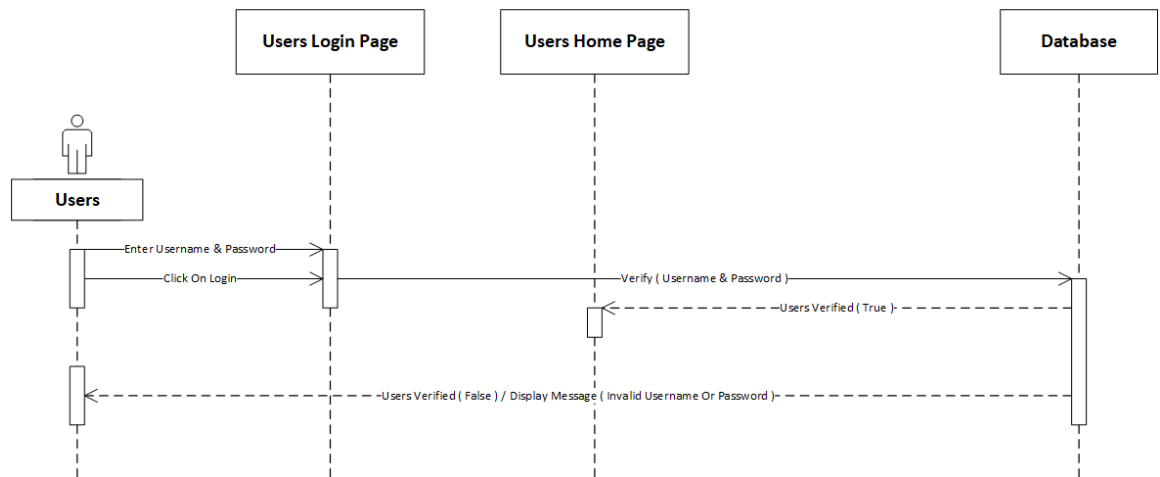 Users Login Page
Users Home Page
Database
Users
Enter Username & Password
Click On Login
Verify ( Username & Password )
Users Verified ( True )
Users Verified ( False ) / Display Message ( Invalid Username Or Password )